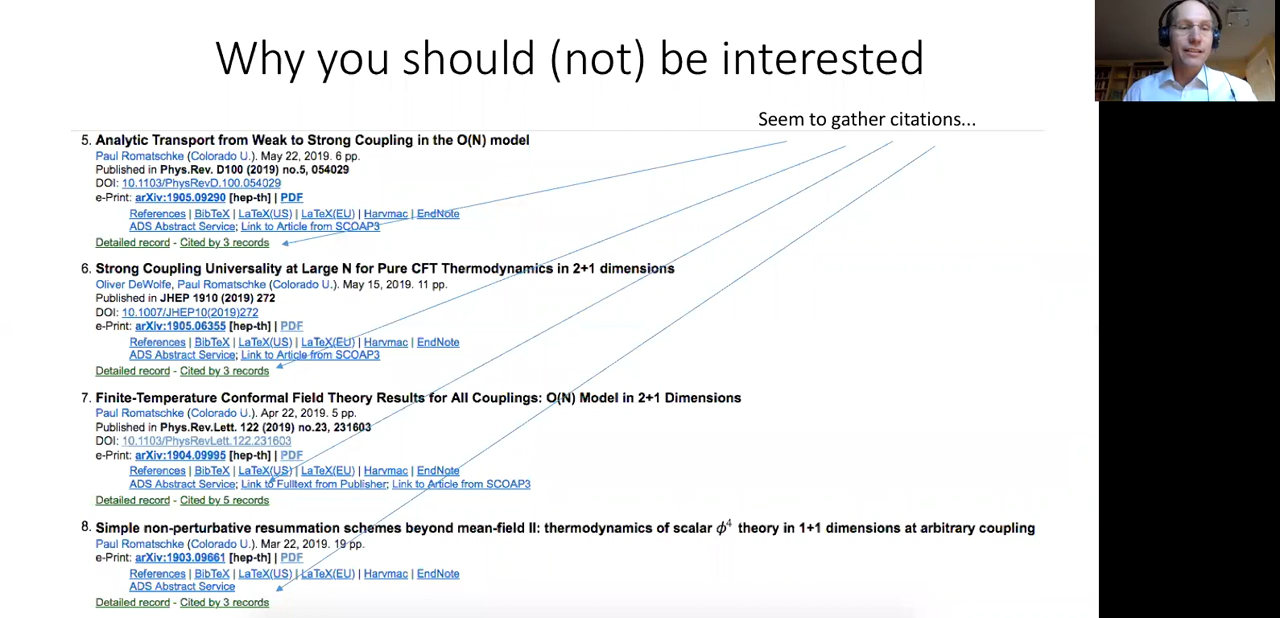 Why you should (not) be interested
Seem to gather citations...
5. Analytic Transport from Weak to Strong Coupling in the O(N) model
Paul Romatschke (Colorado U.). May 22, 2019. 6 pp.
Published in Phys.Rev. D100 (2019) no.5, 054029
DOI: 10.1103/PhysRevD.100.054029
e-Print: arXiv:1905.09290 [hep-th] | PDF
References | BibTeX | LaTeX(US) | LaTeX(EU) | Harvmac | EndNote
ADS Abstract Service; Link to Article from SCOAP3
Detailed record - Cited by 3 records
6. Strong Coupling Universality at Large N for Pure CFT Thermodynamics in 2+1 dimensions
Oliver DeWolfe, Paul Romatschke (Colorado U.). May 15, 2019. 11 pp.
Published in JHEP 1910 (2019) 272
DOI: 10.1007/JHEP10(2019)272
e-Print: arXiv:1905.06355 [hep-th] | PDF
References | BibTeX | LaTeX(US) | LaTeX(EU) | Harvmac | EndNote
ADS Abstract Service; Link to Article from SCOAP3
Detailed record - Cited by 3 records
7. Finite-Temperature Conformal Field Theory Results for All Couplings: O(N) Model in 2+1 Dimensions
Paul Romatschke (Colorado U.). Apr 22, 2019. 5 pp.
Published in Phys.Rev.Lett. 122 (2019) no.23, 231603
DOI: 10.1103/PhysRevLett.122.231603
e-Print: arXiv:1904.09995 [hep-th] | PDF
References | BibTeX | LaTeX(US) | LaTeX(EU) | Harvmac | EndNote
ADS Abstract Service; Link to Fulltext from Publisher; Link to Article from SCOAP3
Detailed record - Cited by 5 records
8. Simple non-perturbative resummation schemes beyond mean-field II: thermodynamics of scalar ϕ⁴ theory in 1+1 dimensions at arbitrary coupling
Paul Romatschke (Colorado U.). Mar 22, 2019. 19 pp.
e-Print: arXiv:1903.09661 [hep-th] | PDF
References | BibTeX | LaTeX(US) | LaTeX(EU) | Harvmac | EndNote
ADS Abstract Service
Detailed record - Cited by 3 records